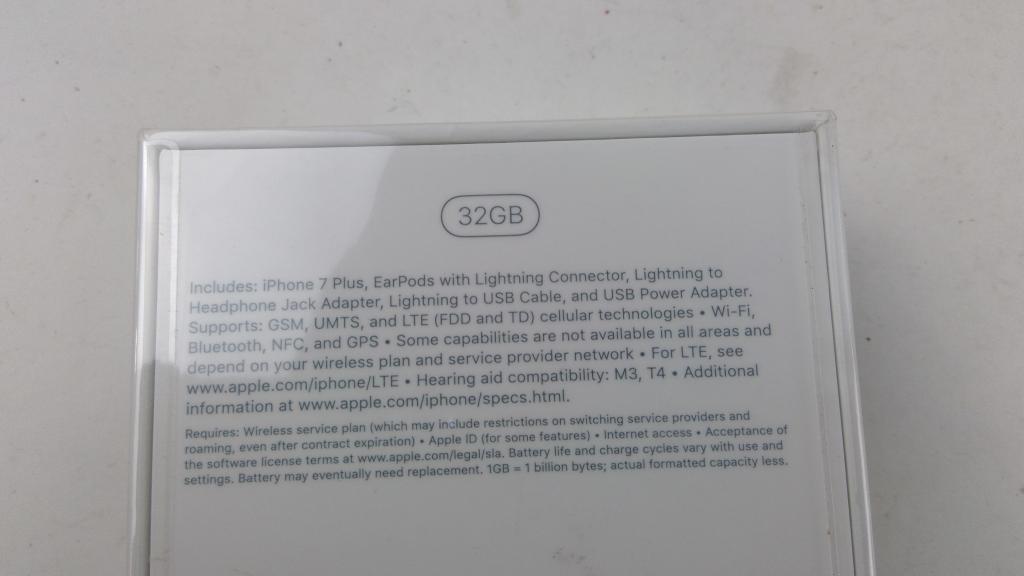 32GB
Includes: iPhone 7 Plus, EarPods with Lightning Connector, Lightning to
Headphone Jack Adapter, Lightning to USB Cable, and USB Power Adapter.
Supports: GSM, UMTS, and LTE (FDD and TD) cellular technologies • Wi-Fi,
Bluetooth, NFC, and GPS • Some capabilities are not available in all areas and
depend on your wireless plan and service provider network • For LTE, see
www.apple.com/iphone/LTE • Hearing aid compatibility: M3, T4 • Additional
information at www.apple.com/iphone/specs.html.
Requires: Wireless service plan (which may include restrictions on switching service providers and
roaming, even after contract expiration) • Apple ID (for some features) • Internet access • Acceptance of
the software license terms at www.apple.com/legal/sla. Battery life and charge cycles vary with use and
settings. Battery may eventually need replacement. 1GB = 1 billion bytes; actual formatted capacity less.